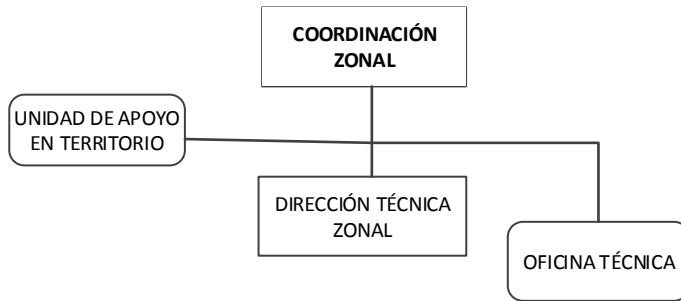 COORDINACIÓN
ZONAL
UNIDAD DE APOYO
EN TERRITORIO
DIRECCIÓN TÉCNICA
ZONAL
OFICINA TÉCNICA